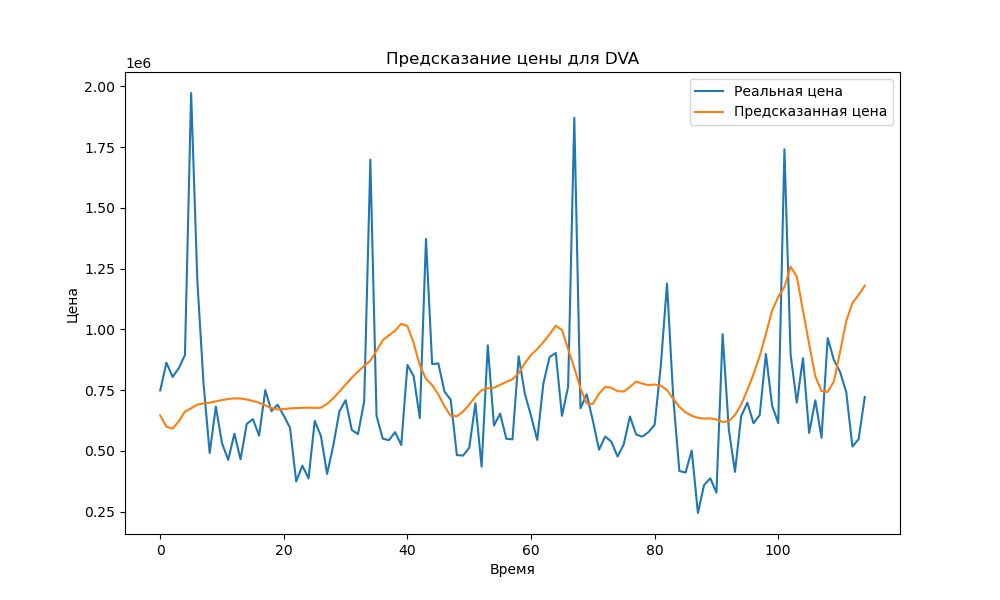 Предсказание цены для DVA
1e6
2.00
1.75
1.50
1.25
1.00
0.75
0.50
0.25
Цена
Реальная цена
Предсказанная цена
0 20 40 60 80 100
Время